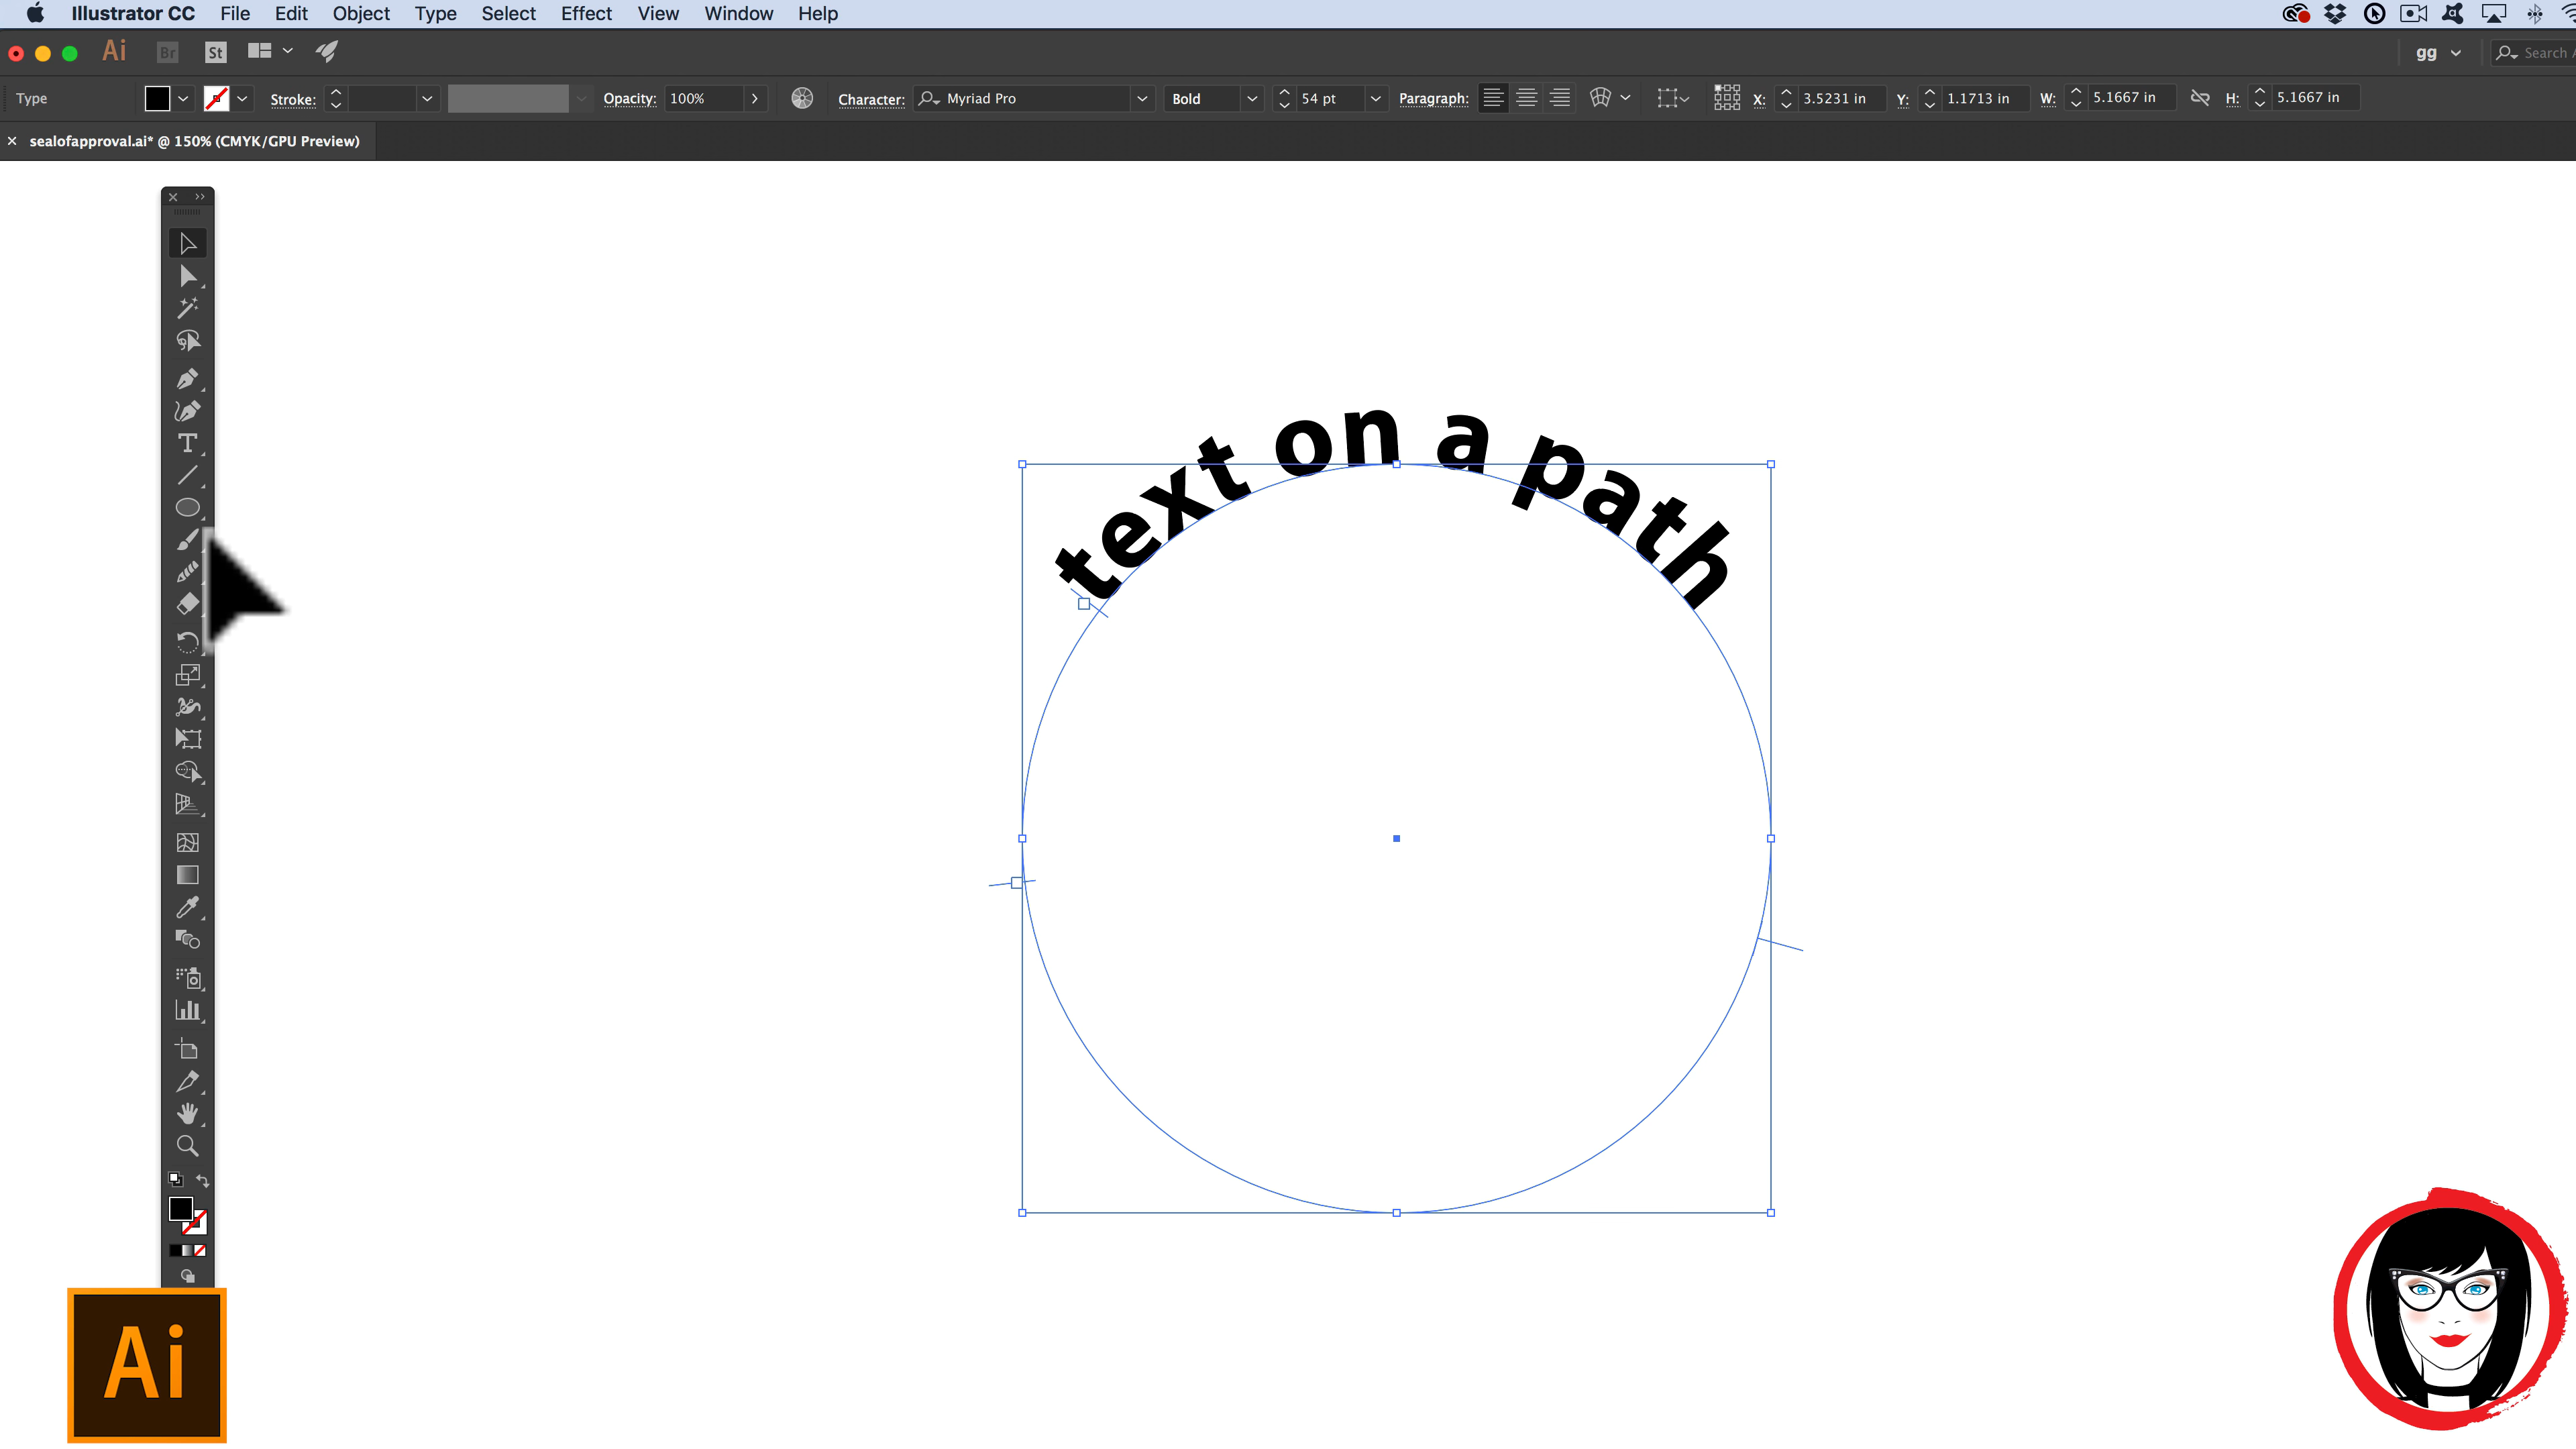 Illustrator CC File Edit Object Type Select Effect View Window Help
Ai Br St gg Search
Type Stroke: Opacity: 100% Character: Myriad Pro Bold 54 pt Paragraph: X: 3.5231 in Y: 1.1713 in W: 5.1667 in H: 5.1667 in
× sealofapproval.ai* @ 150% (CMYK/GPU Preview)
text on a path
Ai